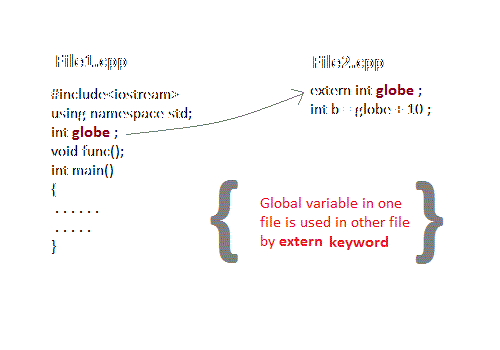 File1.cpp
#include<iostream>
using namespace std;
int globe ;
void func();
int main()
{
. . . . . .
. . . . .
}
File2.cpp
extern int globe ;
int b = globe + 10 ;
Global variable in one
file is used in other file
by extern keyword